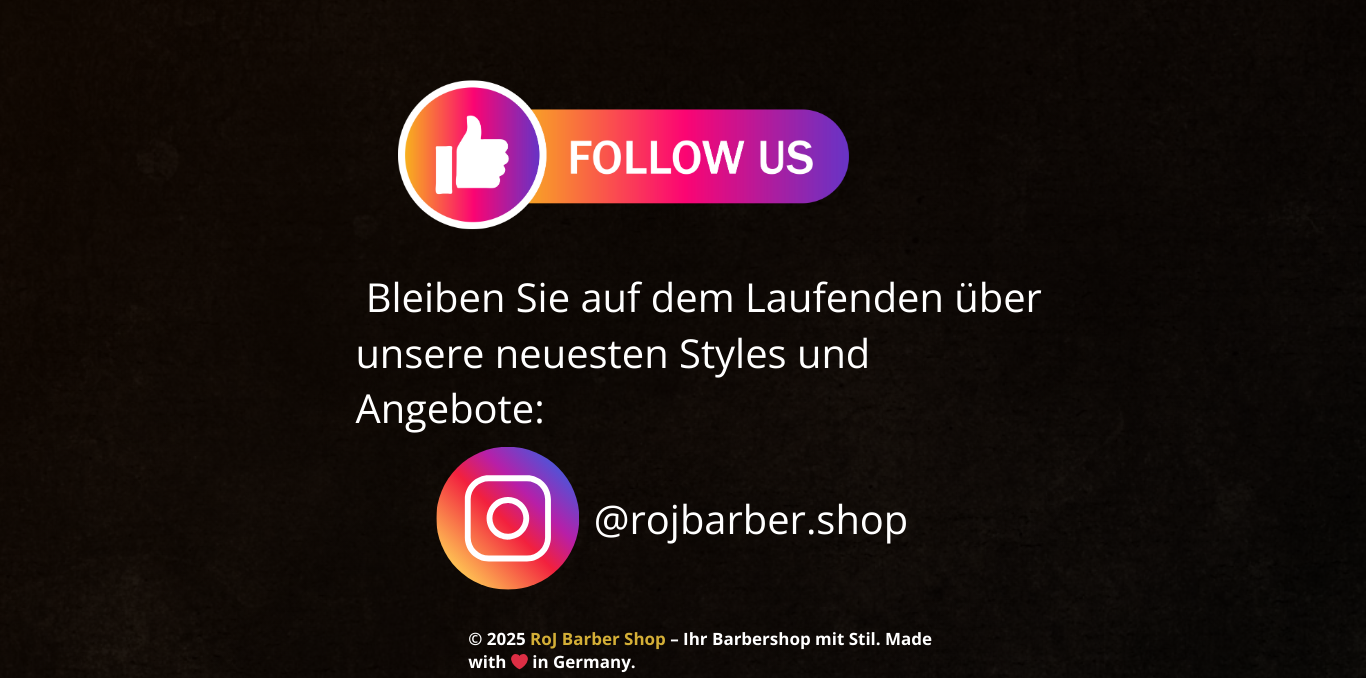 FOLLOW US
Bleiben Sie auf dem Laufenden über
unsere neuesten Styles und
Angebote:
@rojbarber.shop
© 2025 RoJ Barber Shop – Ihr Barbershop mit Stil. Made
with ❤️ in Germany.